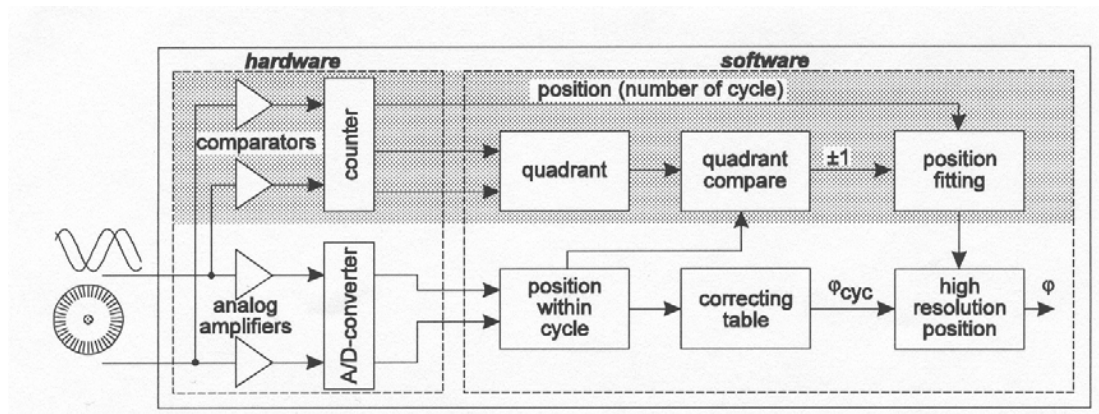 hardware
software
position (number of cycle)
comparators
counter
quadrant
quadrant
compare
±1
position
fitting
analog
amplifiers
A/D-converter
position
within
cycle
correcting
table
φcyc
high
resolution
position
φ